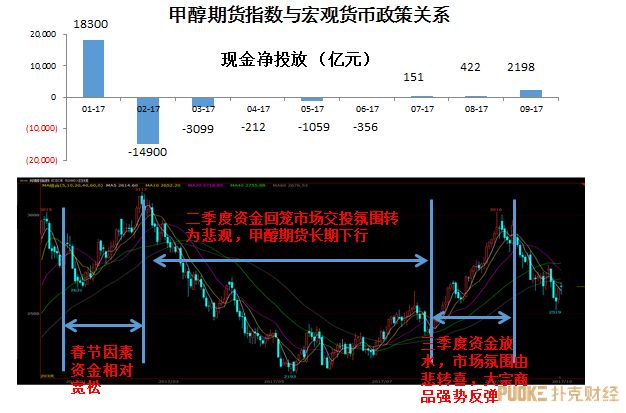 甲醇期货指数与宏观货币政策关系
18300
20,000
10,000
0
(10,000)
(20,000)
现金净投放（亿元）
151
422
2198
01-17
02-17
03-17
04-17
05-17
06-17
07-17
08-17
09-17
-14900
-3099
-212
-1059
-356
二季度资金回笼市场交投氛围转
为悲观，甲醇期货长期下行
春节因素
资金相对
宽松
三季度资金放
水，市场氛围由
悲转喜，大宗商
品强势反弹
扑克财经